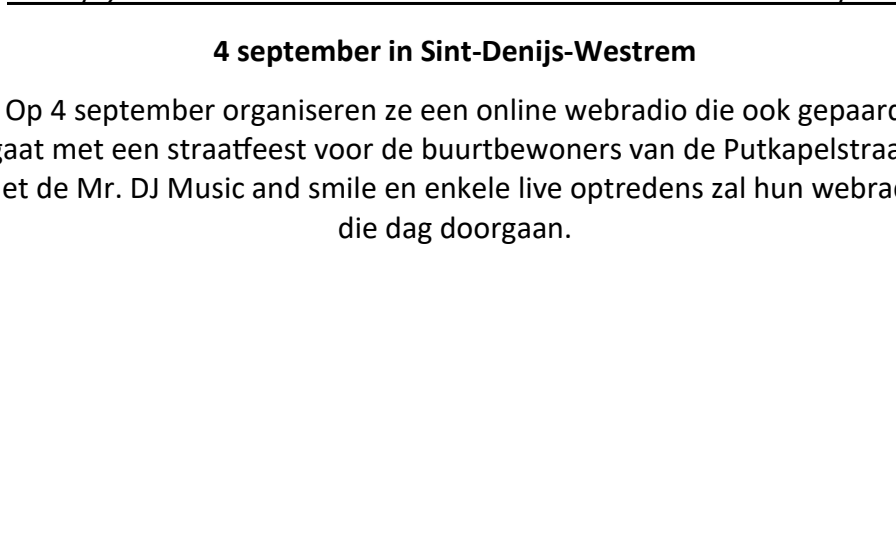 4 september in Sint-Denijs-Westrem
Op 4 september organiseren ze een online webradio die ook gepaard
gaat met een straatfeest voor de buurtbewoners van de Putkapelstraa
et de Mr. DJ Music and smile en enkele live optredens zal hun webra
die dag doorgaan.